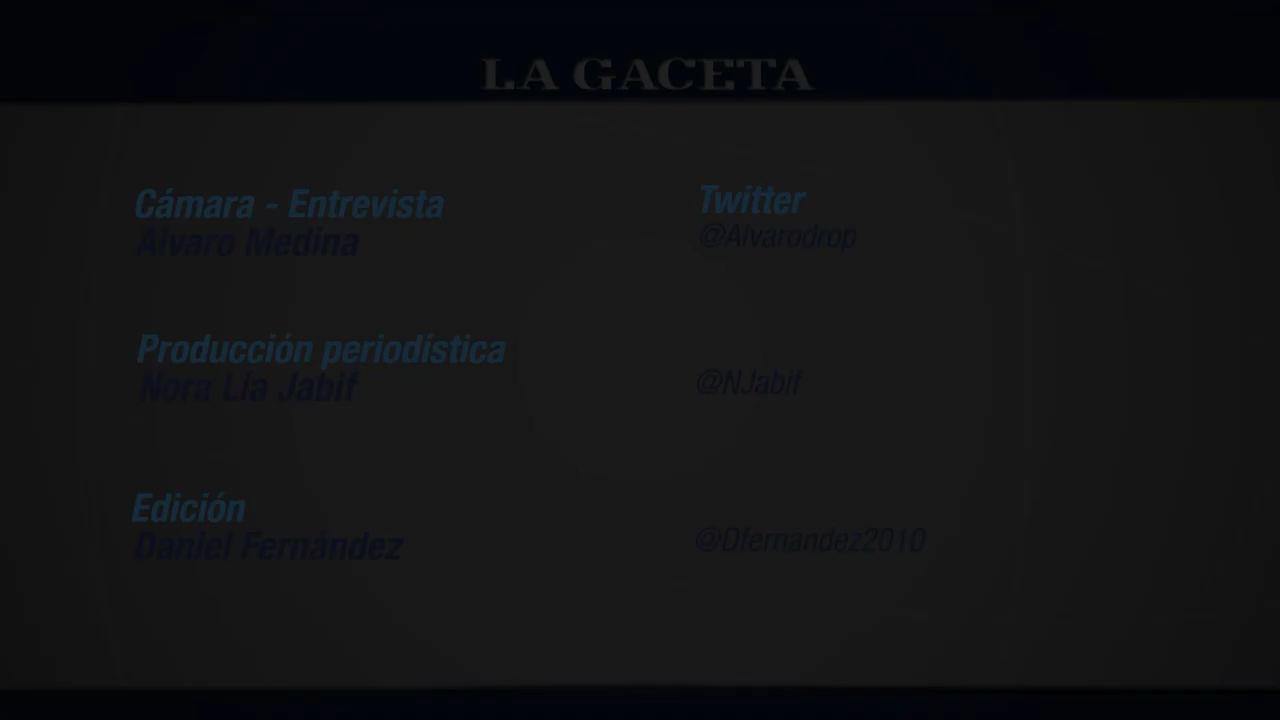 LA GACETA
Cámara - Entrevista
Álvaro Medina
Twitter
@Alvarodrop
Producción periodística
Nora Lía Jabif
@NJabif
Edición
Daniel Fernández
@Dfernandez2010